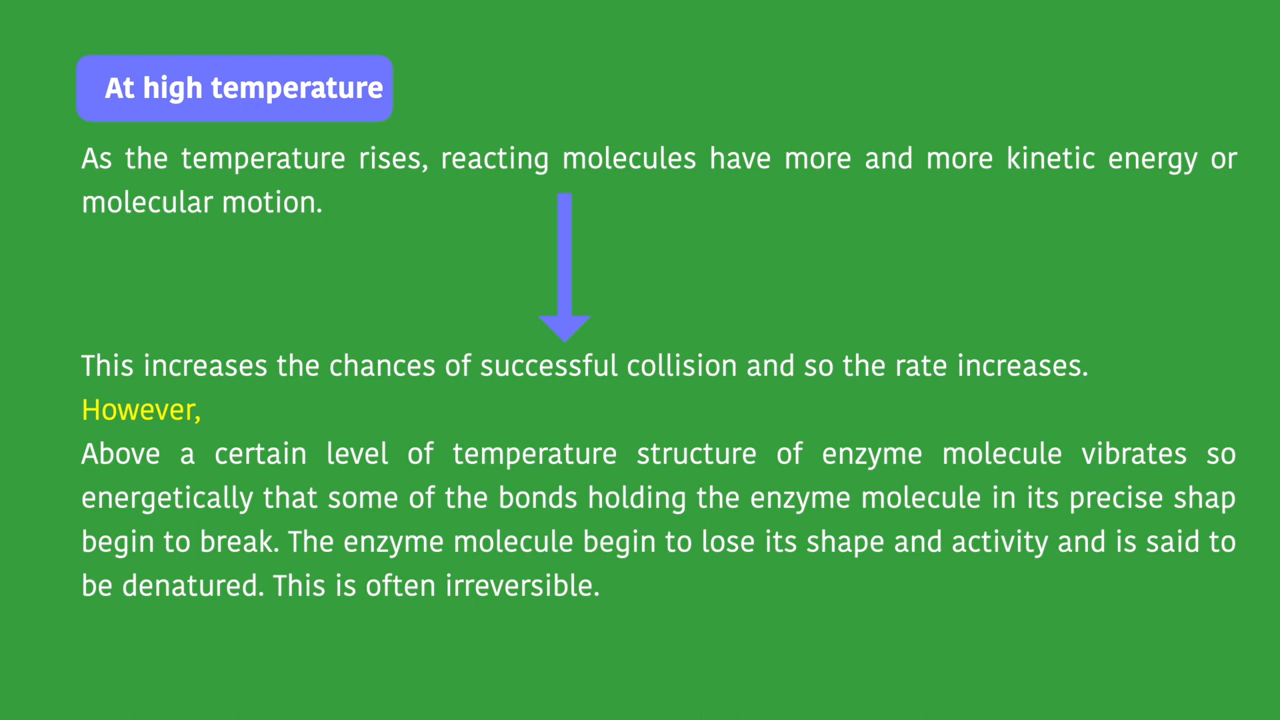 At high temperature
As the temperature rises, reacting molecules have more and more kinetic energy or
molecular motion.
This increases the chances of successful collision and so the rate increases.
However,
Above a certain level of temperature structure of enzyme molecule vibrates so
energetically that some of the bonds holding the enzyme molecule in its precise shap
begin to break. The enzyme molecule begin to lose its shape and activity and is said to
be denatured. This is often irreversible.